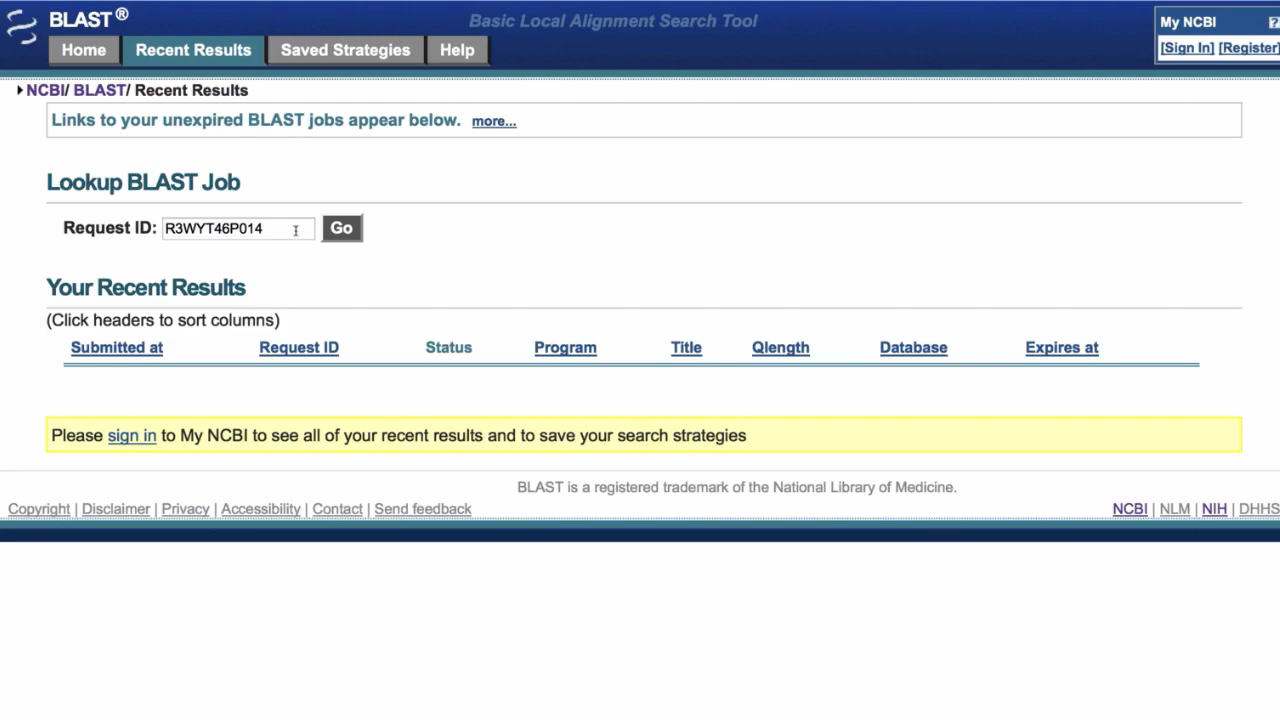 BLAST® Basic Local Alignment Search Tool My NCBI ?
Home Recent Results Saved Strategies Help [Sign In] [Register]
NCBI/ BLAST/ Recent Results
Links to your unexpired BLAST jobs appear below. more...
Lookup BLAST Job
Request ID: R3WYT46P014 Go
Your Recent Results
(Click headers to sort columns)
Submitted at Request ID Status Program Title Qlength Database Expires at
Please sign in to My NCBI to see all of your recent results and to save your search strategies
BLAST is a registered trademark of the National Library of Medicine.
Copyright | Disclaimer | Privacy | Accessibility | Contact | Send feedback NCBI | NLM | NIH | DHHS